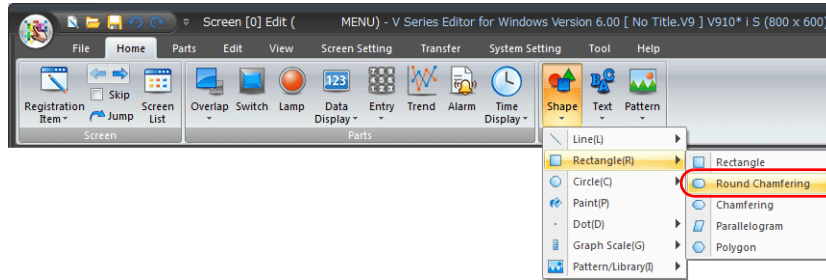 Screen [0] Edit ( MENU) - V Series Editor for Windows Version 6.00 [ No Title.V9 ] V910* i S (800 x 600)
File Home Parts Edit View Screen Setting Transfer System Setting Tool Help
Registration Item Skip Jump Screen List Overlap Switch Lamp 123 Data Display Entry Trend Alarm Time Display Shape Text Pattern
Screen Parts
Line(L)
Rectangle(R) Rectangle
Circle(C) Round Chamfering
Paint(P) Chamfering
Dot(D) Parallelogram
Graph Scale(G) Polygon
Pattern/Library(I)